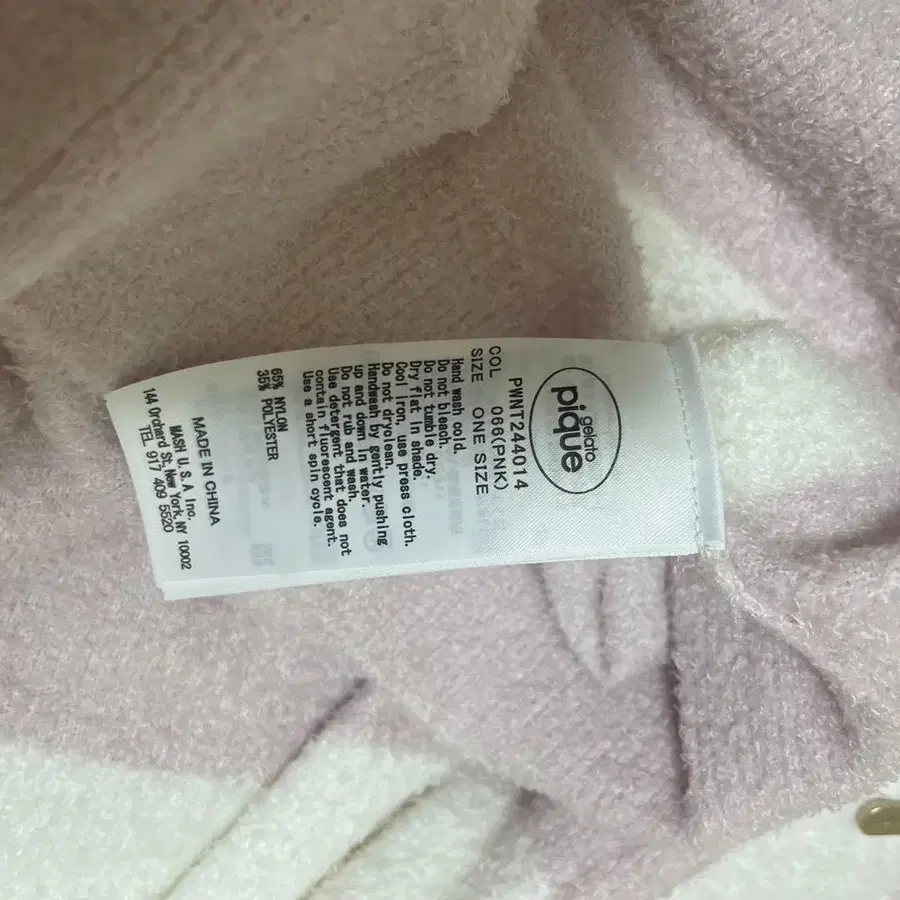 gelato
pique
PWNT244014
COL 066(PNK)
SIZE ONE SIZE
Hand wash cold.
Do not bleach.
Do not tumble dry.
Dry flat in shade.
Cool iron, use press cloth.
Do not dryclean.
Handwash by gently pushing
up and down in water.
Do not rub and wash.
Use detergent that does not
contain fluorescent agent.
Use a short spin cycle.
65% NYLON
35% POLYESTER
MADE IN CHINA
MASH U.S.A Inc.
144 Orchard St, New York, NY 10002
TEL 917 409 5520